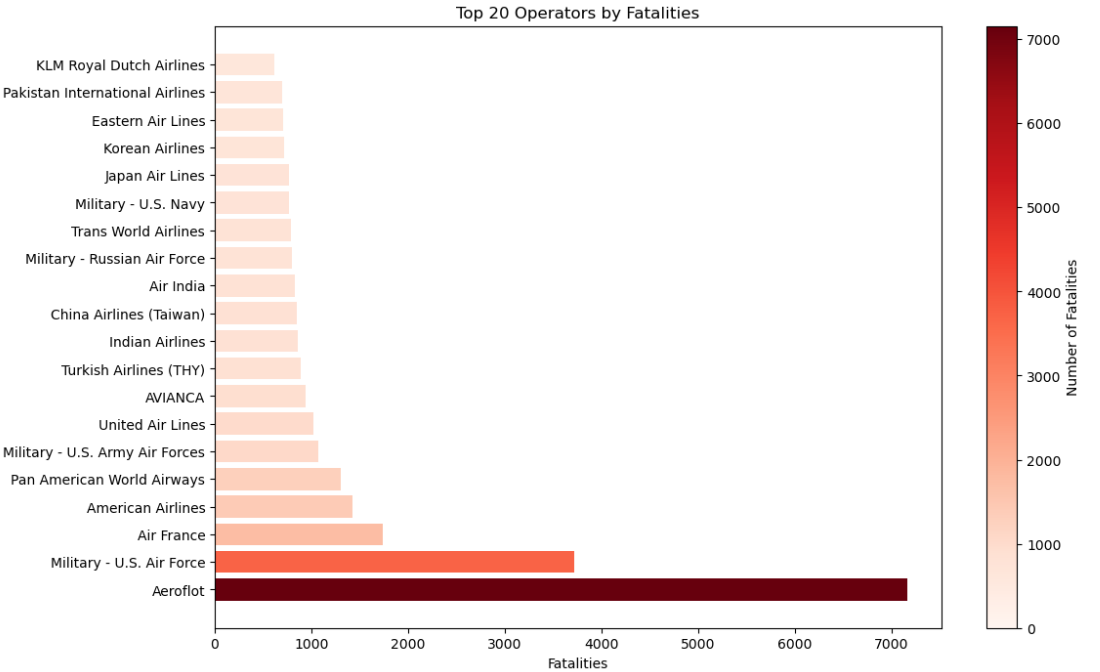 Top 20 Operators by Fatalities
KLM Royal Dutch Airlines
Pakistan International Airlines
Eastern Air Lines
Korean Airlines
Japan Air Lines
Military - U.S. Navy
Trans World Airlines
Military - Russian Air Force
Air India
China Airlines (Taiwan)
Indian Airlines
Turkish Airlines (THY)
AVIANCA
United Air Lines
Military - U.S. Army Air Forces
Pan American World Airways
American Airlines
Air France
Military - U.S. Air Force
Aeroflot
0 1000 2000 3000 4000 5000 6000 7000
Fatalities
7000
6000
5000
4000
3000
2000
1000
0
Number of Fatalities